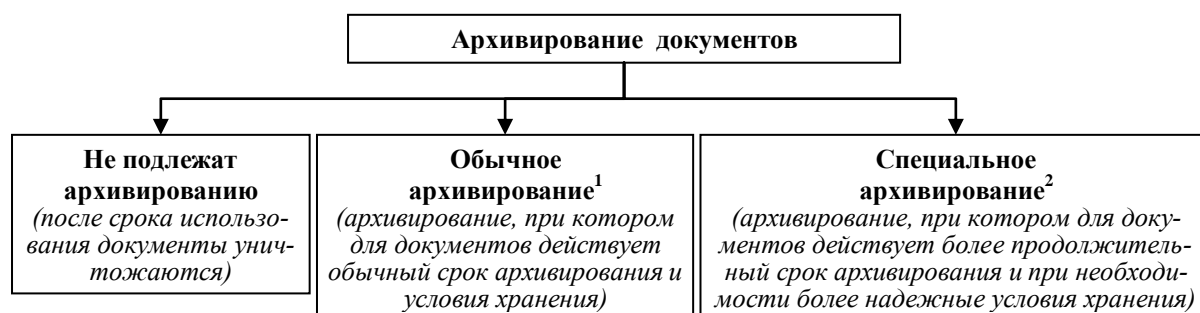 Архивирование документов
Не подлежат
архивированию
(после срока использо-
вания документы унич-
тожаются)
Обычное
архивирование¹
(архивирование, при котором
для документов действует
обычный срок архивирования и
условия хранения)
Специальное
архивирование²
(архивирование, при котором для доку-
ментов действует более продолжитель-
ный срок архивирования и при необходи-
мости более надежные условия хранения)